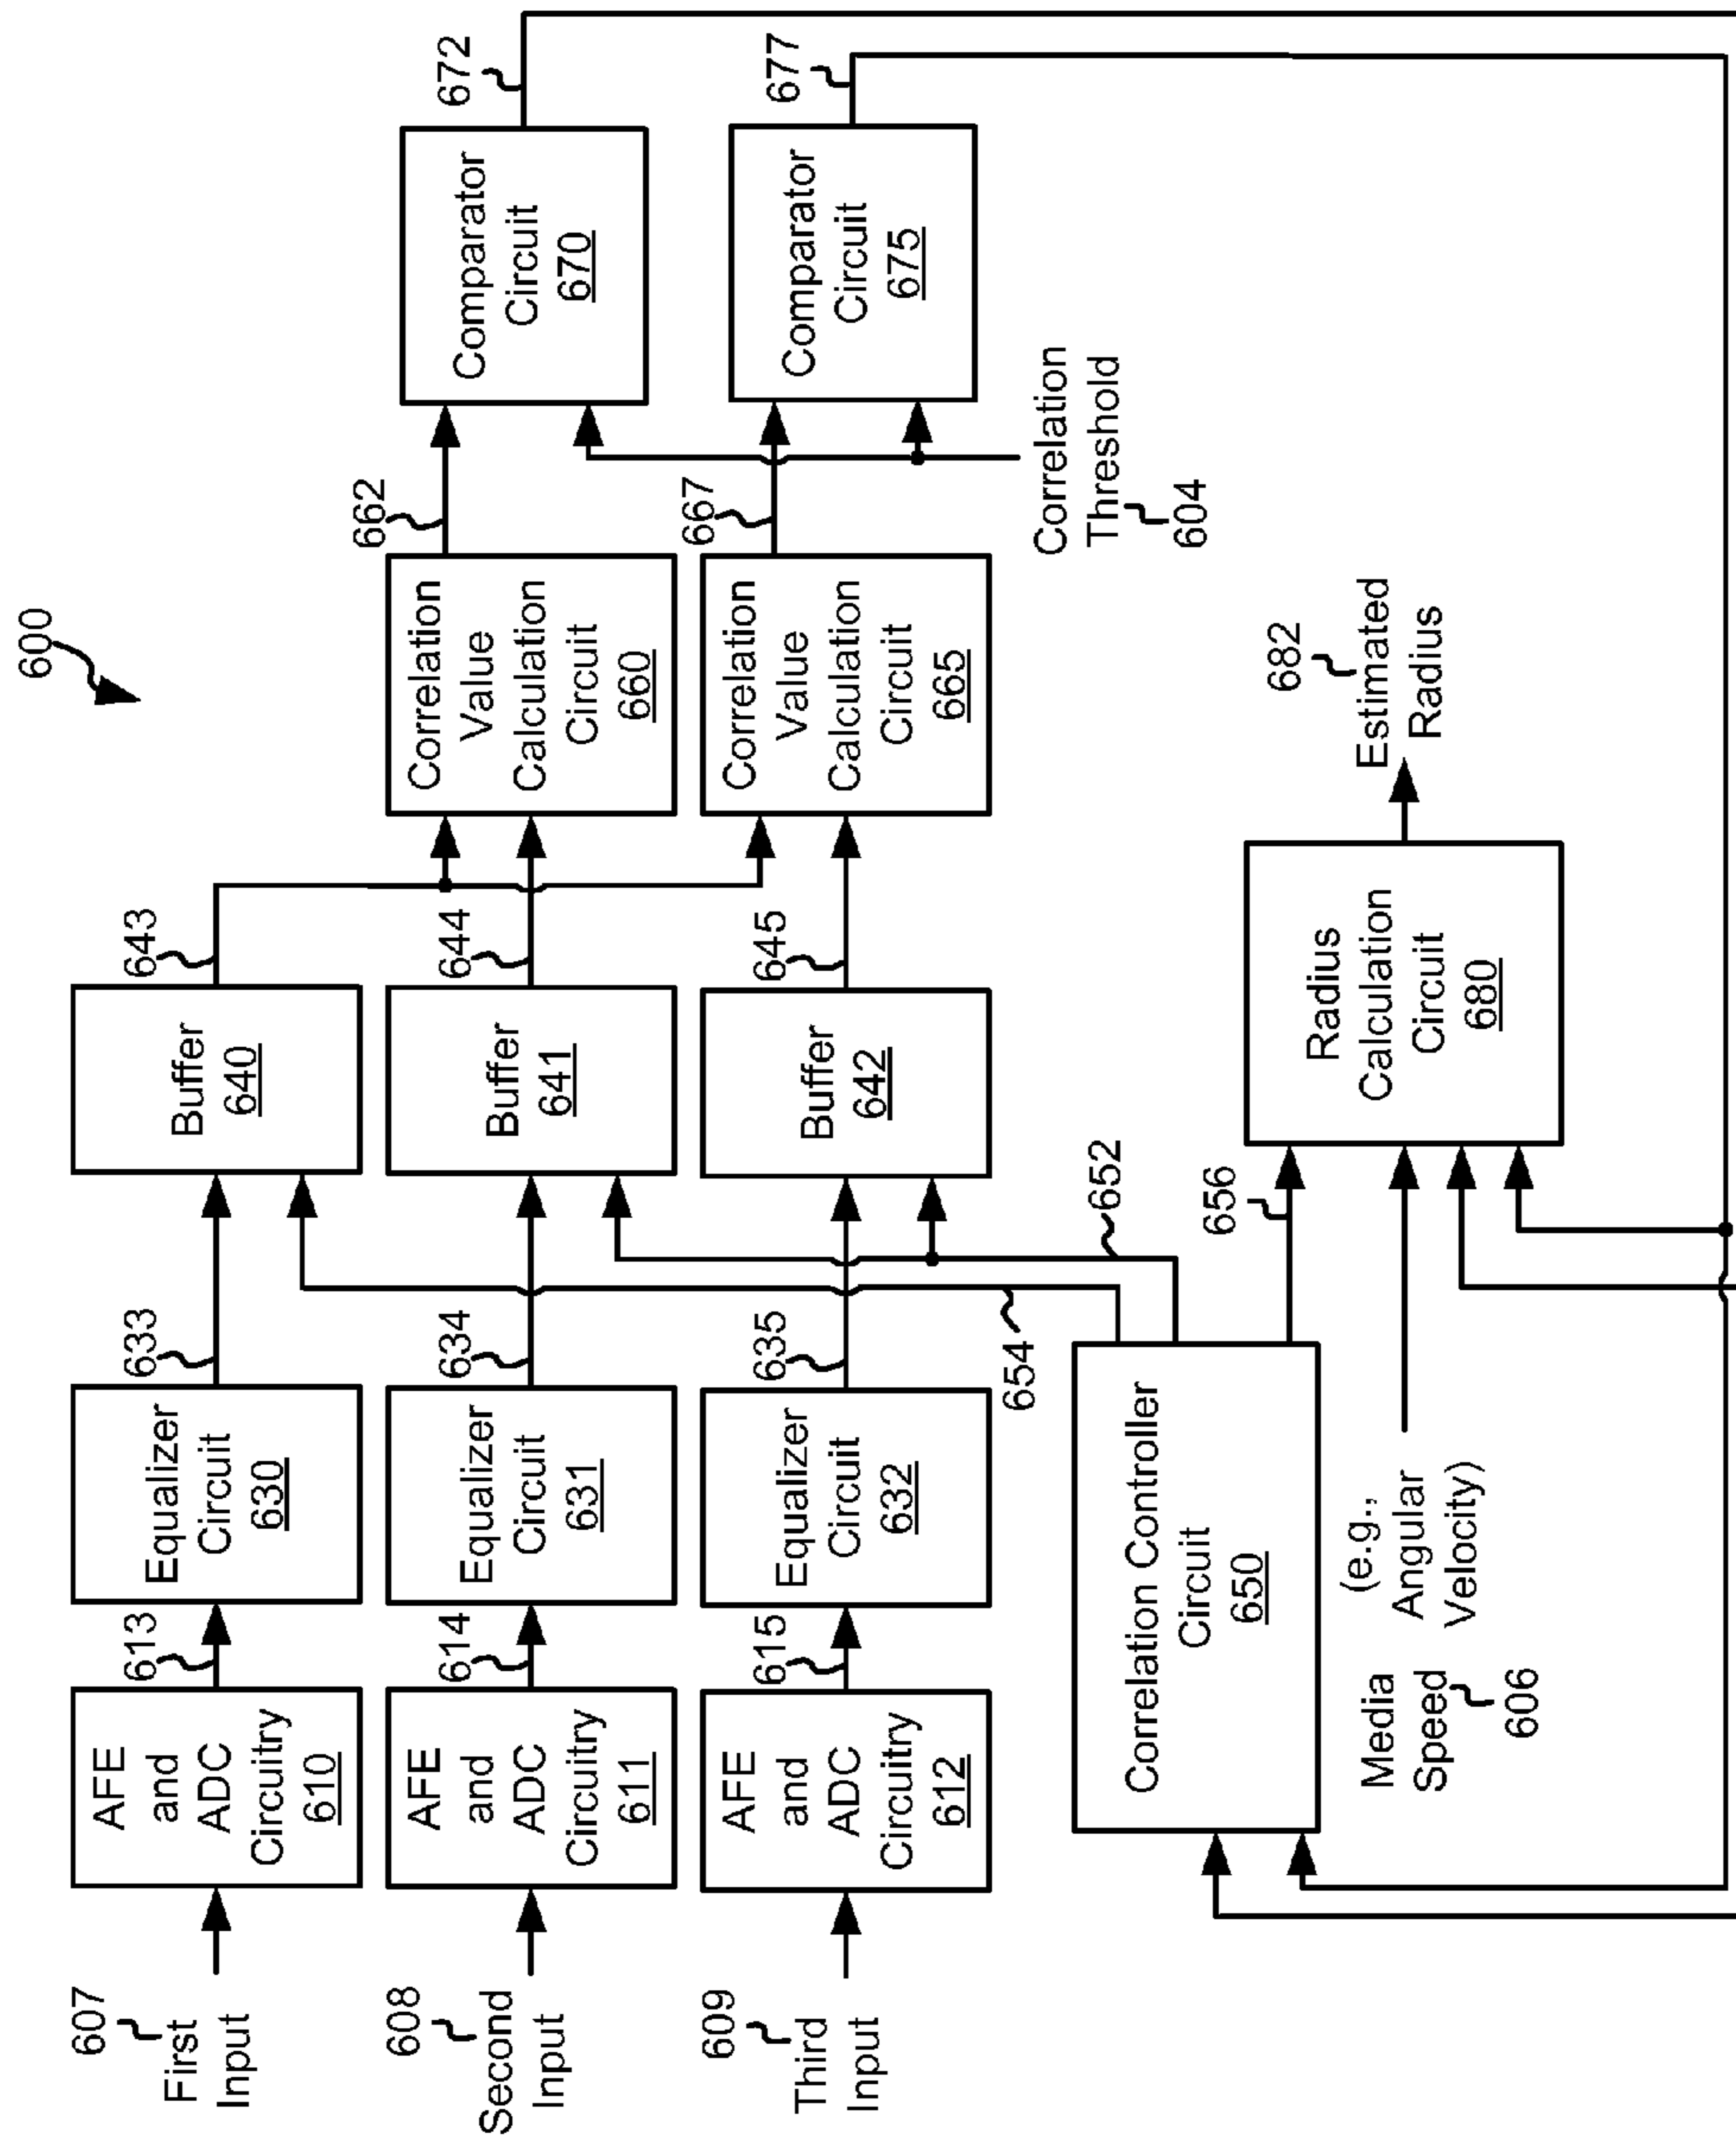 600
607
First
Input
AFE
and
ADC
Circuitry
610
613
Equalizer
Circuit
630
633
Buffer
640
643
608
Second
Input
AFE
and
ADC
Circuitry
611
614
Equalizer
Circuit
631
634
Buffer
641
644
Correlation
Value
Calculation
Circuit
660
662
Comparator
Circuit
670
672
609
Third
Input
AFE
and
ADC
Circuitry
612
615
Equalizer
Circuit
632
635
Buffer
642
645
Correlation
Value
Calculation
Circuit
665
667
Comparator
Circuit
675
677
Correlation
Threshold
604
654
652
Correlation Controller
Circuit
650
656
Media
Speed
606
(e.g.,
Angular
Velocity)
Radius
Calculation
Circuit
680
682
Estimated
Radius